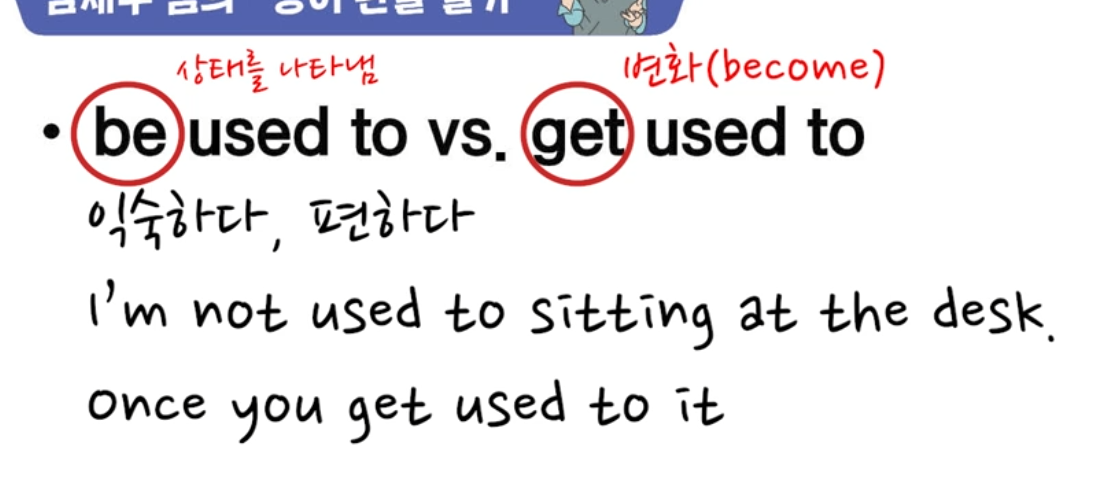 상태를 나타냄 변화(become)
• be used to vs. get used to
익숙하다, 편하다
I'm not used to sitting at the desk.
once you get used to it